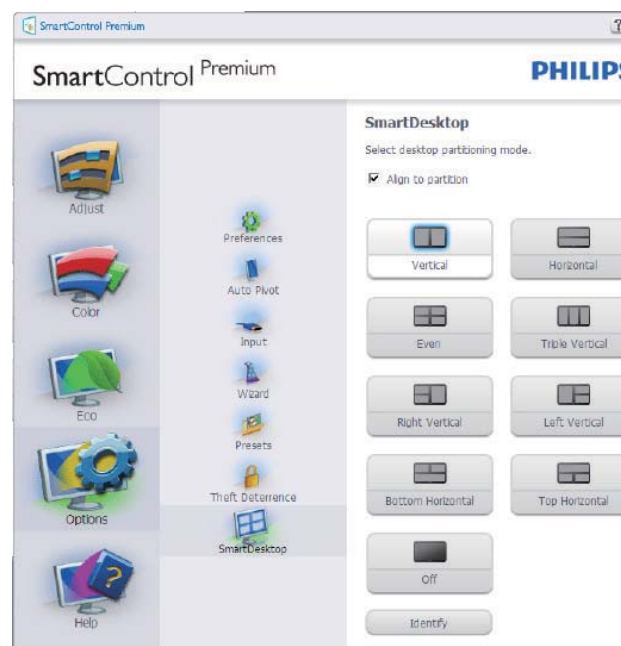 SmartControl Premium
?
SmartControl Premium
PHILIPS
Adjust
Color
Eco
Options
Help
Preferences
Auto Pivot
Input
Wizard
Presets
Theft Deterrence
SmartDesktop
SmartDesktop
Select desktop partitioning mode.
Align to partition
Vertical
Horizontal
Even
Triple Vertical
Right Vertical
Left Vertical
Bottom Horizontal
Top Horizontal
Off
Identify